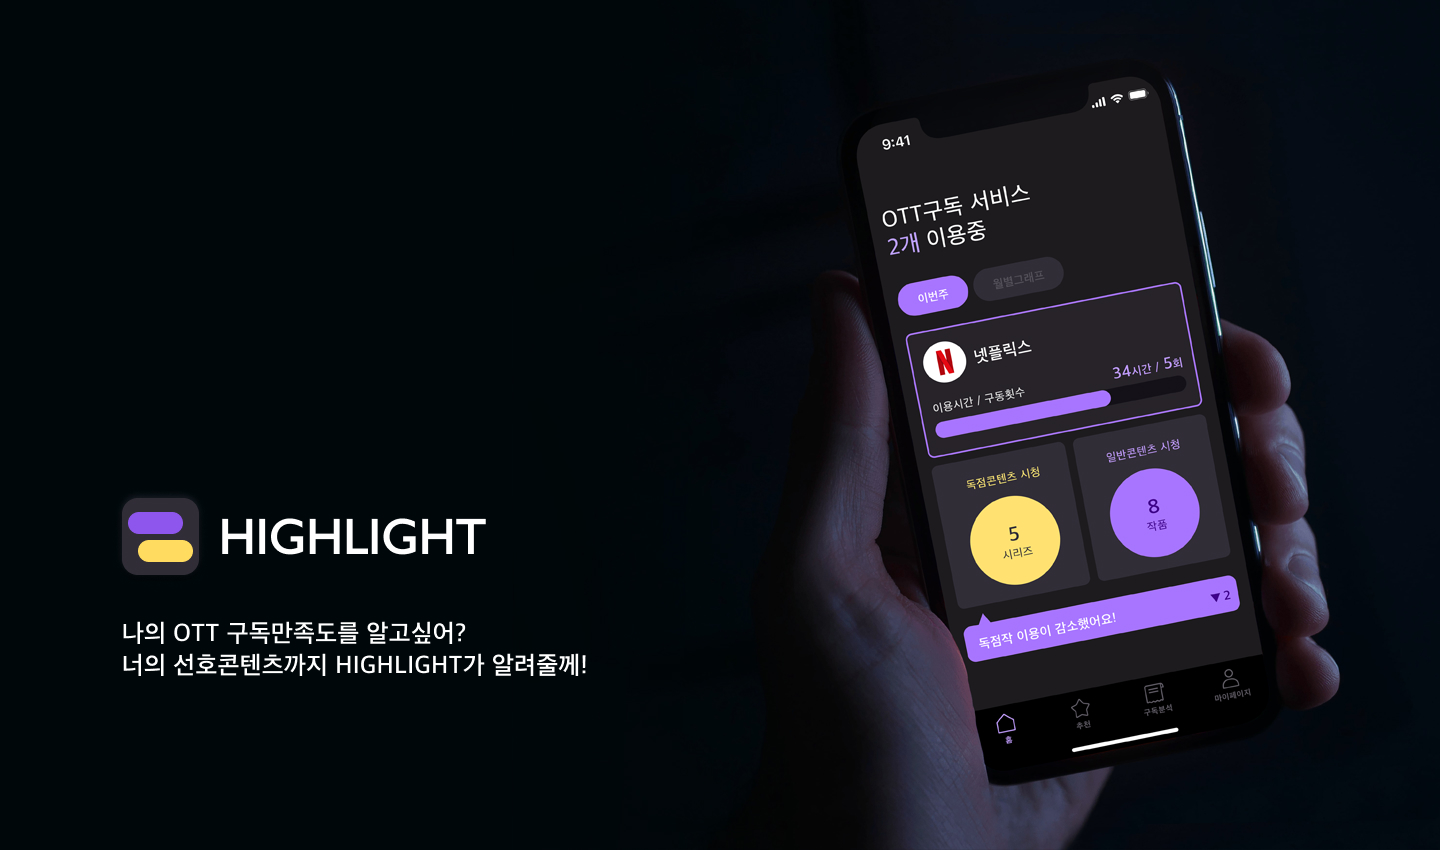 HIGHLIGHT
나의 OTT 구독만족도를 알고싶어?
너의 선호콘텐츠까지 HIGHLIGHT가 알려줄께!
9:41
OTT구독 서비스
2개 이용중
이번주 월별그래프
넷플릭스
34시간 / 5회
이용시간 / 구동횟수
독점콘텐츠 시청
5
시리즈
일반콘텐츠 시청
8
작품
독점작 이용이 감소했어요! ▼ 2
홈 추천 구독분석 마이페이지